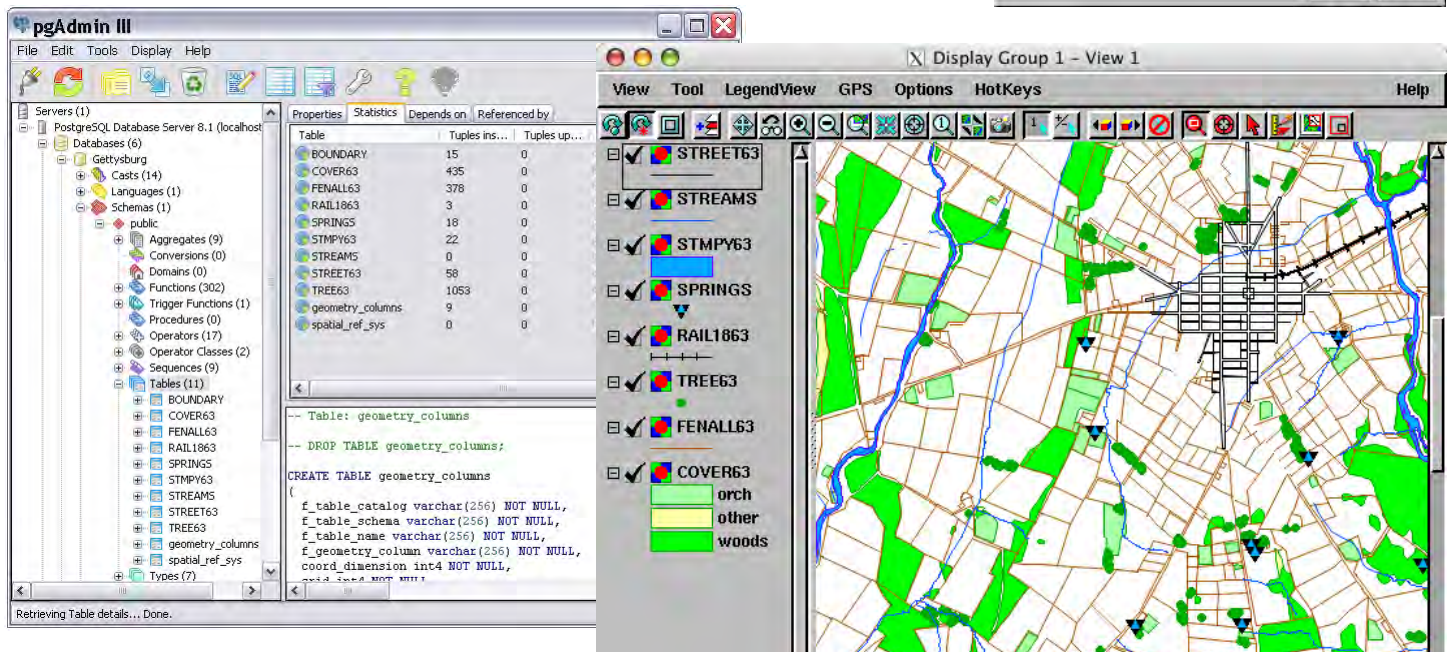 pgAdmin III
File Edit Tools Display Help
Servers (1)
PostgreSQL Database Server 8.1 (localhost
Databases (6)
Gettysburg
Casts (14)
Languages (1)
Schemas (1)
public
Aggregates (9)
Conversions (0)
Domains (0)
Functions (302)
Trigger Functions (1)
Procedures (0)
Operators (17)
Operator Classes (2)
Sequences (9)
Tables (11)
BOUNDARY
COVER63
FENALL63
RAIL1863
SPRINGS
STMPY63
STREAMS
STREET63
TREE63
geometry_columns
spatial_ref_sys
Types (7)
Retrieving Table details... Done.
Properties Statistics Depends on Referenced by
Table Tuples ins... Tuples up...
BOUNDARY 15 0
COVER63 435 0
FENALL63 378 0
RAIL1863 3 0
SPRINGS 18 0
STMPY63 22 0
STREAMS 0 0
STREET63 58 0
TREE63 1053 0
geometry_columns 9 0
spatial_ref_sys 0 0
-- Table: geometry_columns
-- DROP TABLE geometry_columns;
CREATE TABLE geometry_columns
(
f_table_catalog varchar(256) NOT NULL,
f_table_schema varchar(256) NOT NULL,
f_table_name varchar(256) NOT NULL,
f_geometry_column varchar(256) NOT NULL,
coord_dimension int4 NOT NULL,
srid int4 NOT NULL
Display Group 1 - View 1
View Tool LegendView GPS Options HotKeys Help
STREET63
STREAMS
STMPY63
SPRINGS
RAIL1863
TREE63
FENALL63
COVER63
orch
other
woods